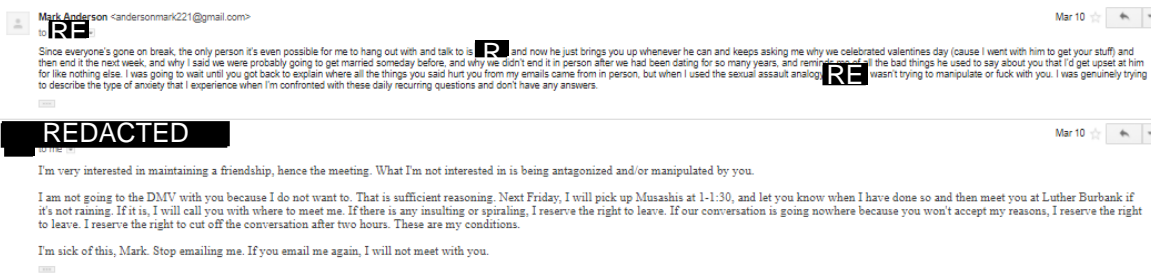 Mark Anderson <andersonmark221@gmail.com>
Mar 10
to RE
Since everyone's gone on break, the only person it's even possible for me to hang out with and talk to is R and now he just brings you up whenever he can and keeps asking me why we celebrated valentines day (cause I went with him to get your stuff) and
then end it the next week, and why I said we were probably going to get married someday before, and why we didn't end it in person after we had been dating for so many years, and reminds me of all the bad things he used to say about you that I'd get upset at him
for like nothing else. I was going to wait until you got back to explain where all the things you said hurt you from my emails came from in person, but when I used the sexual assault analogy RE wasn't trying to manipulate or fuck with you. I was genuinely trying
to describe the type of anxiety that I experience when I'm confronted with these daily recurring questions and don't have any answers.
REDACTED
Mar 10
to me
I'm very interested in maintaining a friendship, hence the meeting. What I'm not interested in is being antagonized and/or manipulated by you.
I am not going to the DMV with you because I do not want to. That is sufficient reasoning. Next Friday, I will pick up Musashis at 1-1:30, and let you know when I have done so and then meet you at Luther Burbank if
it's not raining. If it is, I will call you with where to meet me. If there is any insulting or spiraling, I reserve the right to leave. If our conversation is going nowhere because you won't accept my reasons, I reserve the right
to leave. I reserve the right to cut off the conversation after two hours. These are my conditions.
I'm sick of this, Mark. Stop emailing me. If you email me again, I will not meet with you.